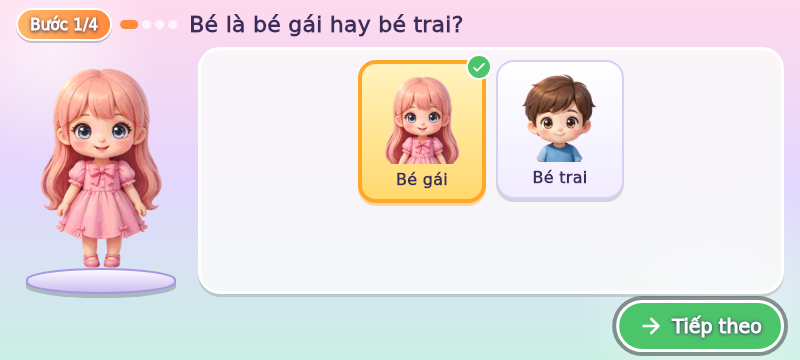 Bước 1/4
Bé là bé gái hay bé trai?
Bé gái
Bé trai
Tiếp theo